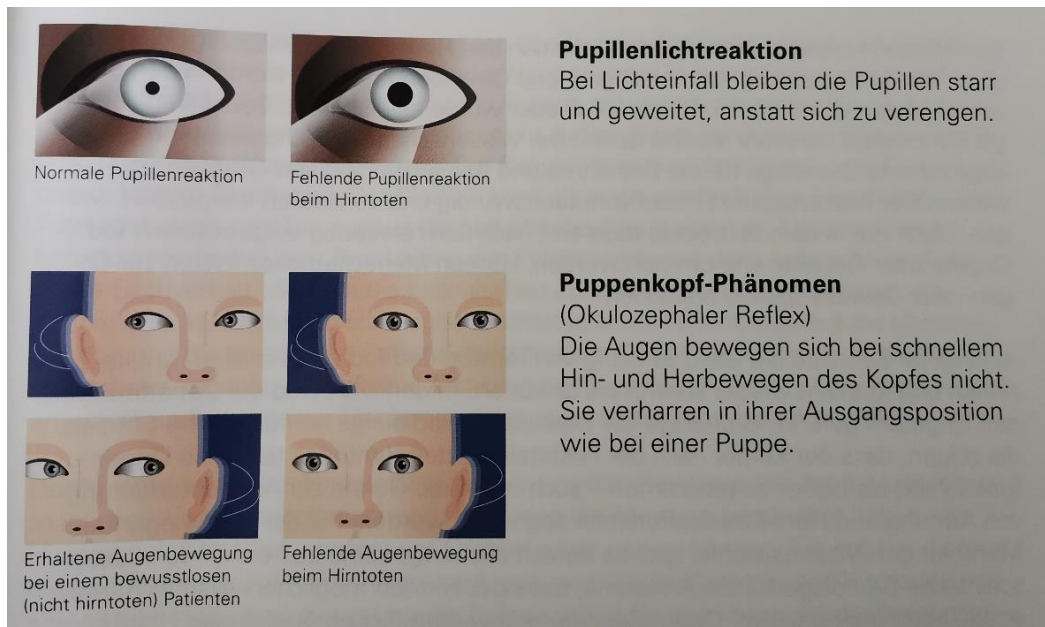 Pupillenlichtreaktion
Bei Lichteinfall bleiben die Pupillen starr
und geweitet, anstatt sich zu verengen.
Normale Pupillenreaktion
Fehlende Pupillenreaktion
beim Hirntoten
Puppenkopf-Phänomen
(Okulozephaler Reflex)
Die Augen bewegen sich bei schnellem
Hin- und Herbewegen des Kopfes nicht.
Sie verharren in ihrer Ausgangsposition
wie bei einer Puppe.
Erhaltene Augenbewegung
bei einem bewusstlosen
(nicht hirntoten) Patienten
Fehlende Augenbewegung
beim Hirntoten